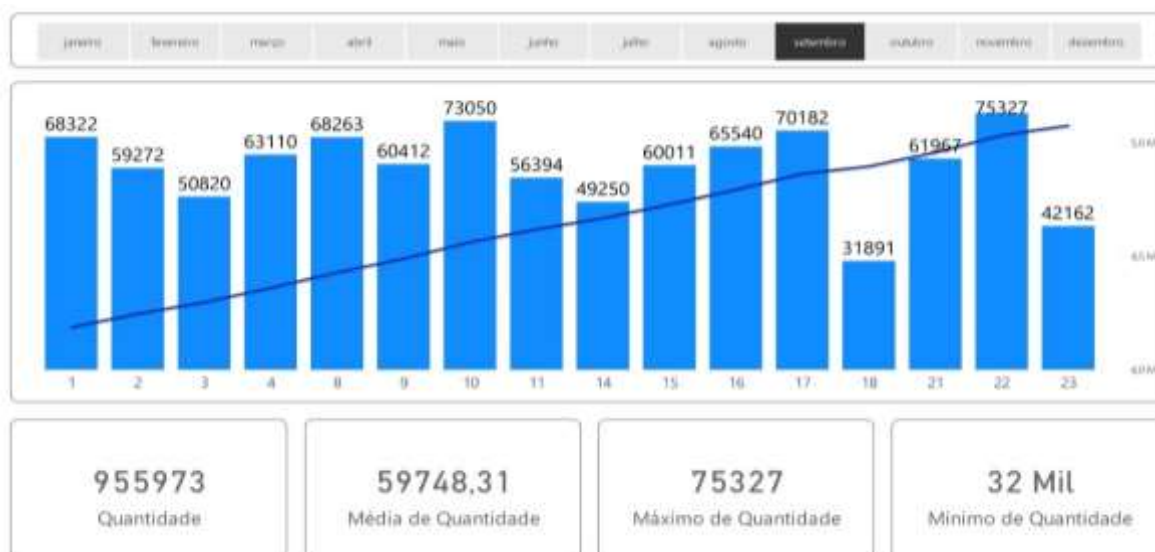 janeiro fevereiro março abril maio junho julho agosto setembro outubro novembro dezembro
68322 59272 50820 63110 68263 60412 73050 56394 49250 60011 65540 70182 31891 61967 75327 42162
1 2 3 4 8 9 10 11 14 15 16 17 18 21 22 23
955973 59748,31 75327 32 Mil
Quantidade Média de Quantidade Máximo de Quantidade Mínimo de Quantidade